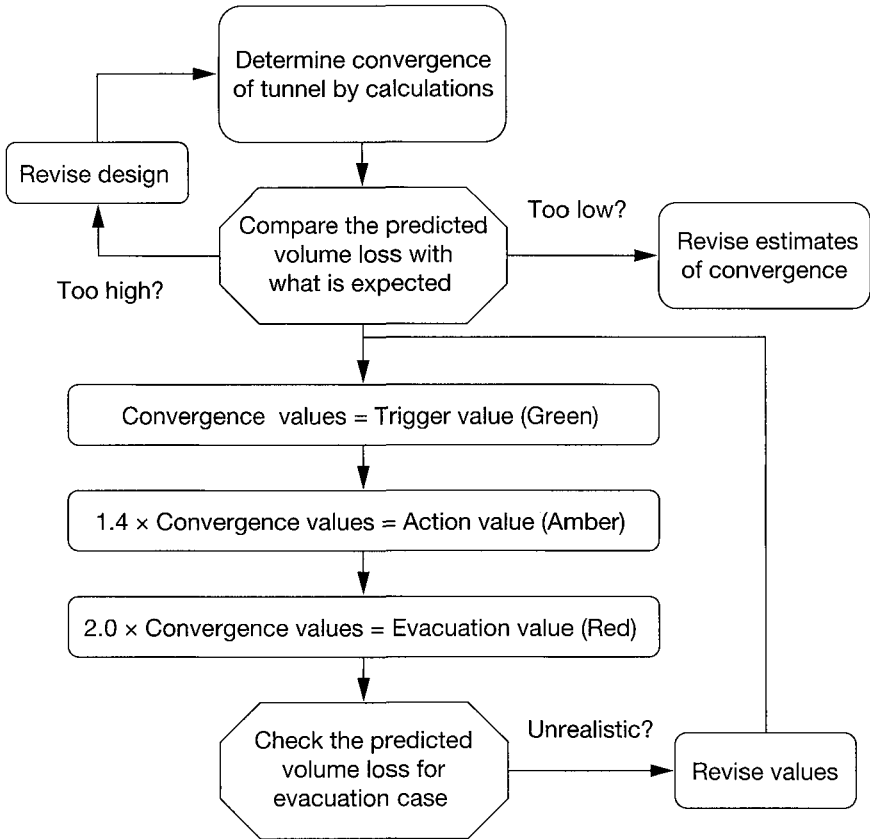 Determine convergence
of tunnel by calculations
Revise design
Compare the predicted
volume loss with
what is expected
Too low?
Revise estimates
of convergence
Too high?
Convergence values = Trigger value (Green)
1.4 × Convergence values = Action value (Amber)
2.0 × Convergence values = Evacuation value (Red)
Check the predicted
volume loss for
evacuation case
Unrealistic?
Revise values